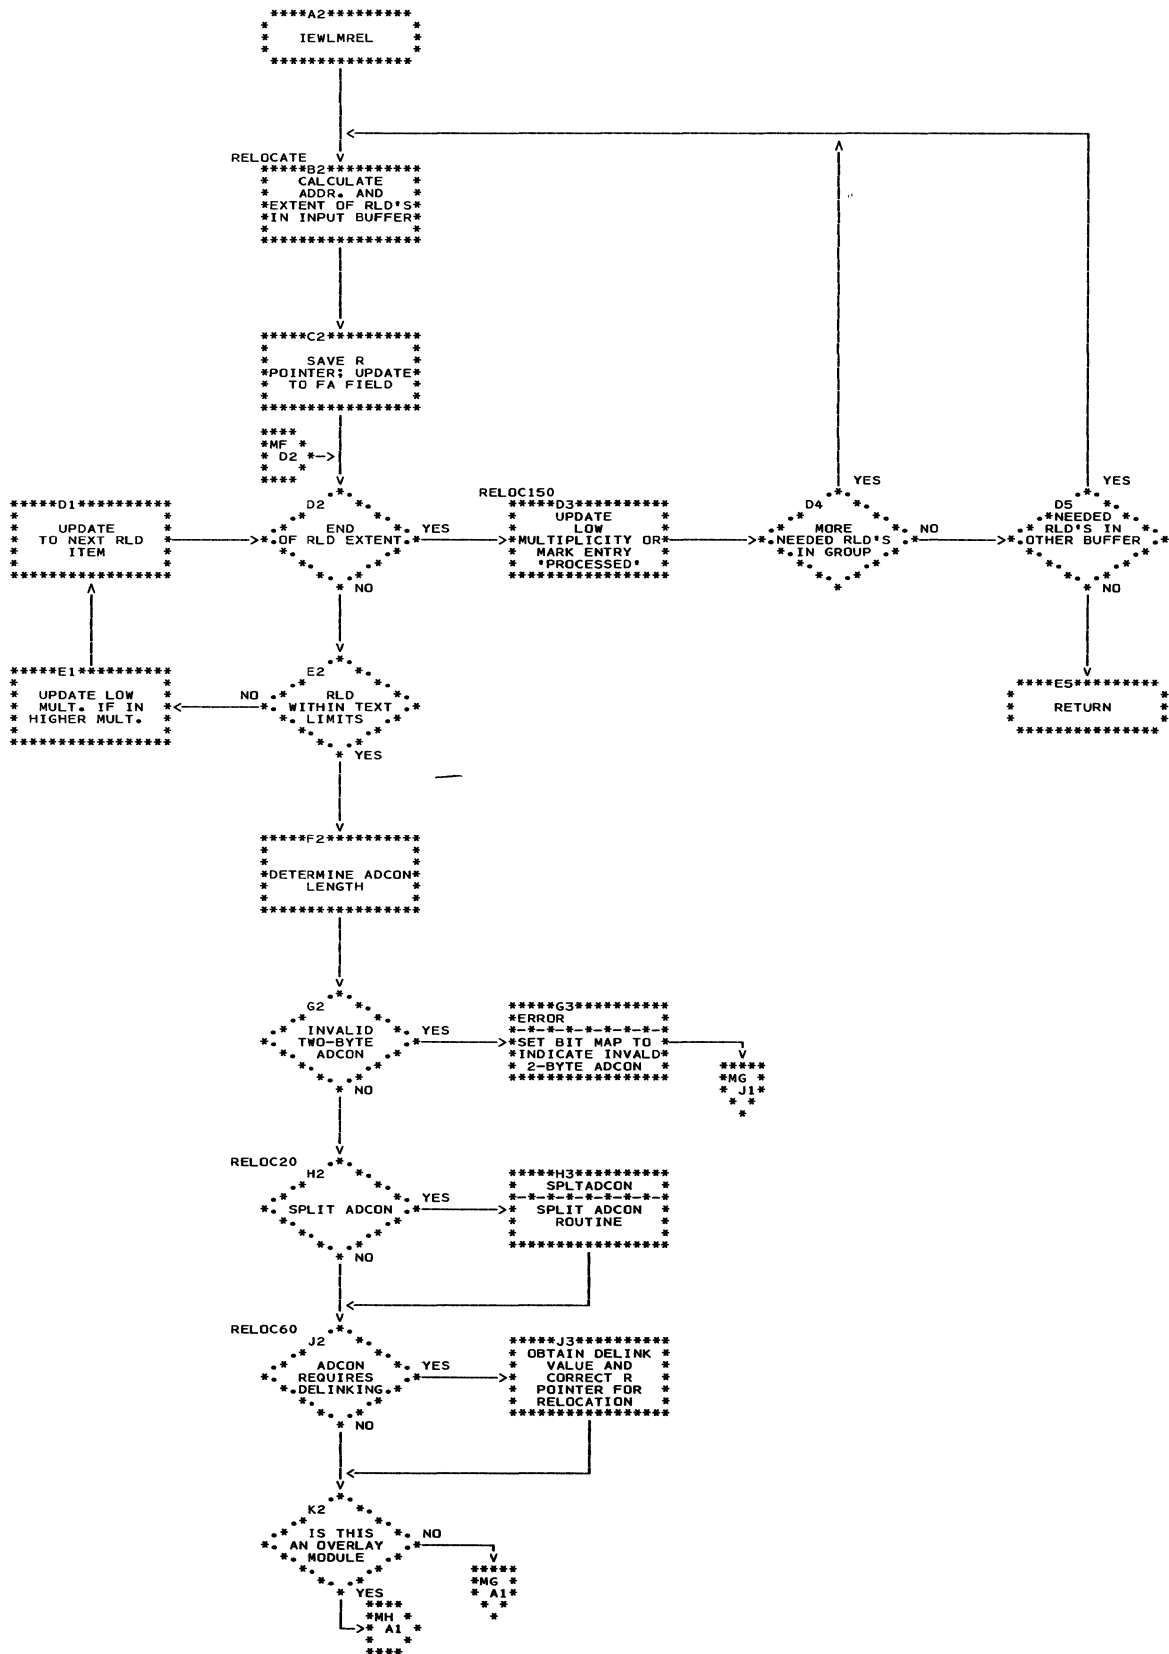 A2
IEWLMREL
RELOCATE
B2
CALCULATE
ADDR. AND
EXTENT OF RLD'S
IN INPUT BUFFER
C2
SAVE R
POINTER; UPDATE
TO FA FIELD
MF
D2
D1
UPDATE
TO NEXT RLD
ITEM
D2
END
OF RLD EXTENT
YES
NO
RELOC150
D3
UPDATE
LOW
MULTIPLICITY OR
MARK ENTRY
'PROCESSED'
YES
D4
MORE
NEEDED RLD'S
IN GROUP
NO
YES
D5
NEEDED
RLD'S IN
OTHER BUFFER
NO
E1
UPDATE LOW
MULT. IF IN
HIGHER MULT.
NO
E2
RLD
WITHIN TEXT
LIMITS
YES
E5
RETURN
F2
DETERMINE ADCON
LENGTH
G2
INVALID
TWO-BYTE
ADCON
YES
NO
G3
ERROR
SET BIT MAP TO
INDICATE INVALD
2-BYTE ADCON
MG
J1
RELOC20
H2
SPLIT ADCON
YES
NO
H3
SPLTADCON
SPLIT ADCON
ROUTINE
RELOC60
J2
ADCON
REQUIRES
DELINKING
YES
NO
J3
OBTAIN DELINK
VALUE AND
CORRECT R
POINTER FOR
RELOCATION
K2
IS THIS
AN OVERLAY
MODULE
NO
YES
MG
A1
MH
A1